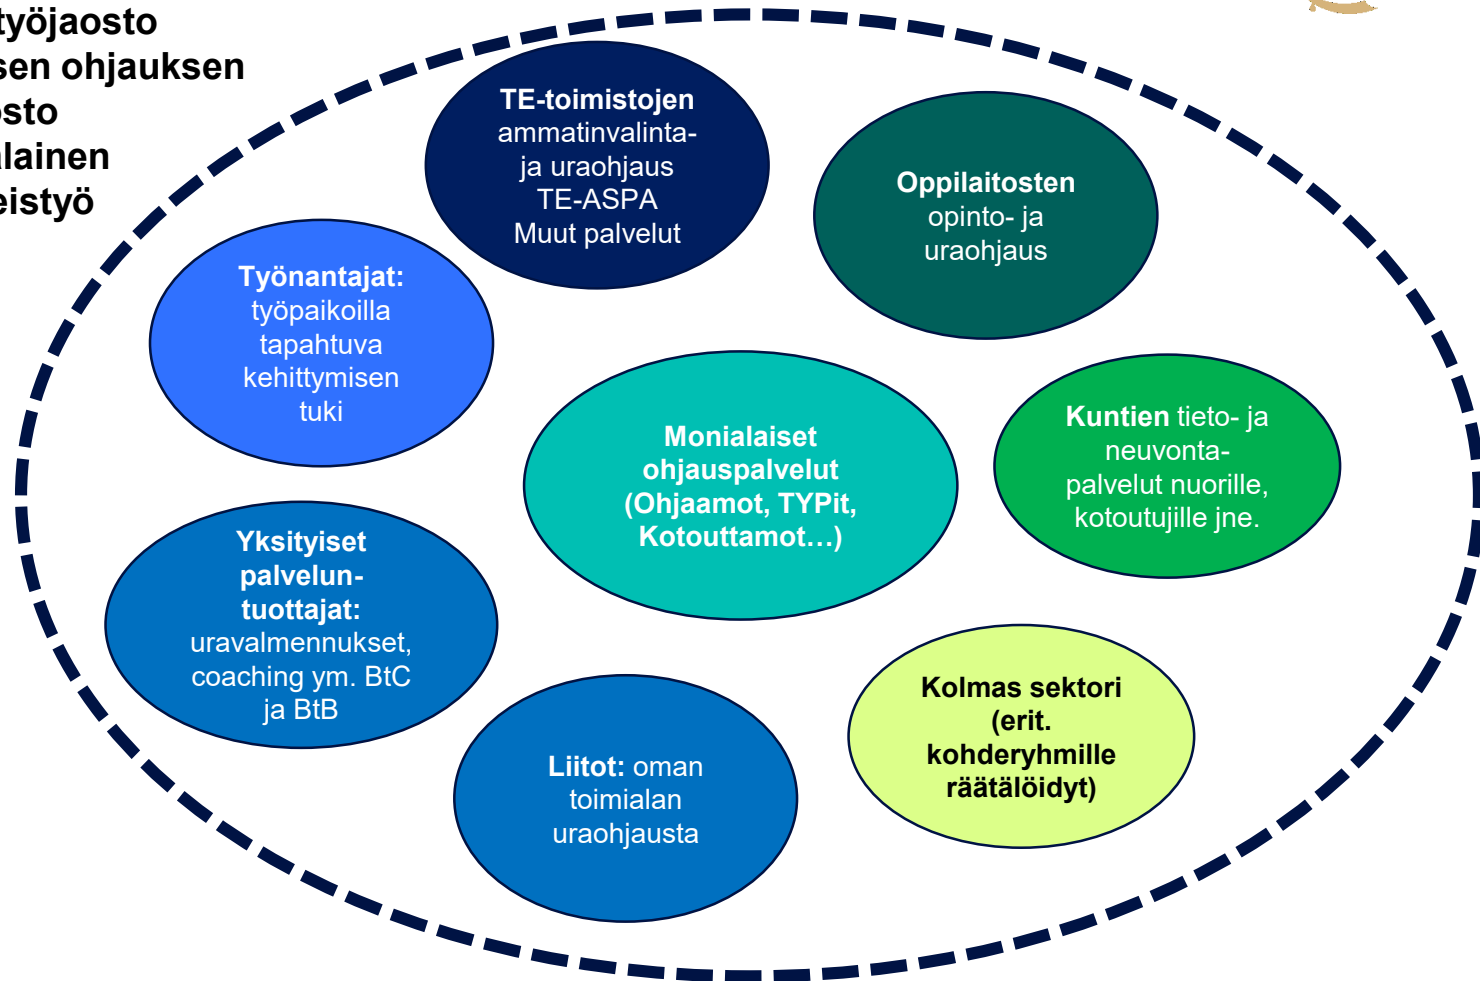 työjaosto
sen ohjauksen
osto
alainen
eistyö
TE-toimistojen
ammatinvalinta-
ja uraohjaus
TE-ASPA
Muut palvelut
Oppilaitosten
opinto- ja
uraohjaus
Työnantajat:
työpaikoilla
tapahtuva
kehittymisen
tuki
Monialaiset
ohjauspalvelut
(Ohjaamot, TYPit,
Kotouttamot…)
Kuntien tieto- ja
neuvonta-
palvelut nuorille,
kotoutujille jne.
Yksityiset
palvelun-
tuottajat:
uravalmennukset,
coaching ym. BtC
ja BtB
Liitot: oman
toimialan
uraohjausta
Kolmas sektori
(erit.
kohderyhmille
räätälöidyt)